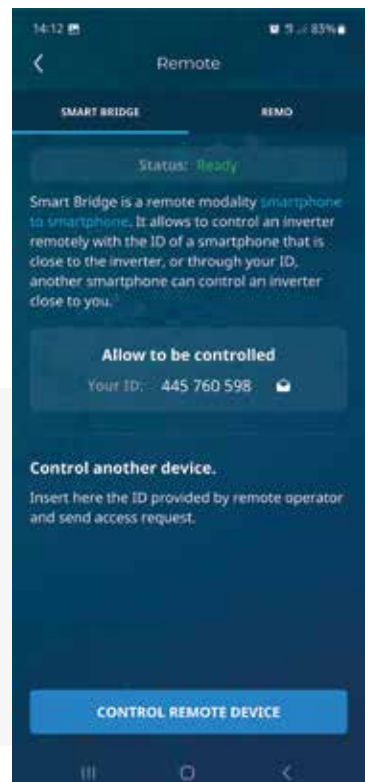 14:12
83%
Remote
SMART BRIDGE REMO
Status: Ready
Smart Bridge is a remote modality smartphone
to smartphone. It allows to control an inverter
remotely with the ID of a smartphone that is
close to the inverter, or through your ID,
another smartphone can control an inverter
close to you.
Allow to be controlled
Your ID: 445 760 598
Control another device.
Insert here the ID provided by remote operator
and send access request.
CONTROL REMOTE DEVICE